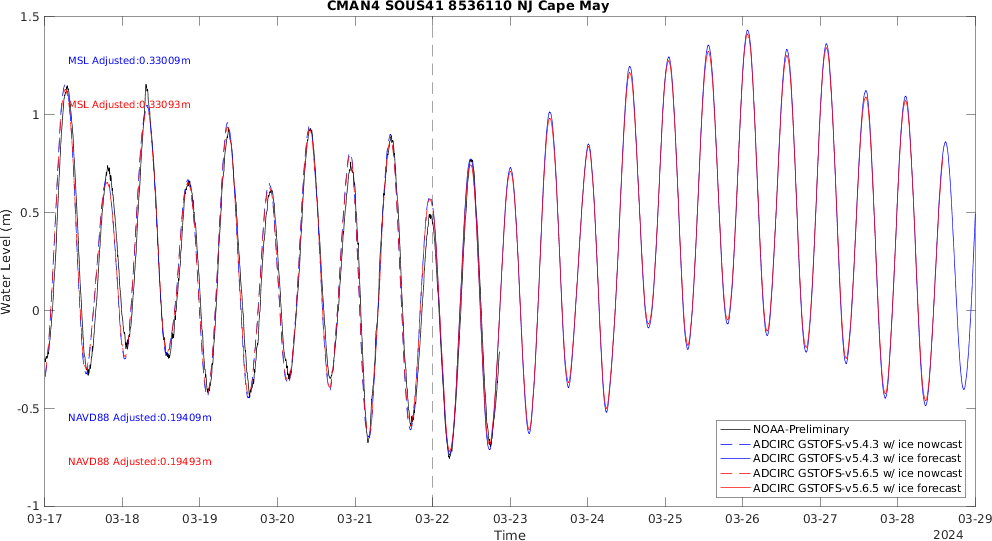 CMAN4 SOUS41 8536110 NJ Cape May
1.5
1
0.5
0
-0.5
-1
Water Level (m)
MSL Adjusted:0.33009m
MSL Adjusted:0.33093m
NAVD88 Adjusted:0.19409m
NAVD88 Adjusted:0.19493m
NOAA-Preliminary
ADCIRC GSTOFS-v5.4.3 w/ ice nowcast
ADCIRC GSTOFS-v5.4.3 w/ ice forecast
ADCIRC GSTOFS-v5.6.5 w/ ice nowcast
ADCIRC GSTOFS-v5.6.5 w/ ice forecast
03-17 03-18 03-19 03-20 03-21 03-22 03-23 03-24 03-25 03-26 03-27 03-28 03-29
Time
2024